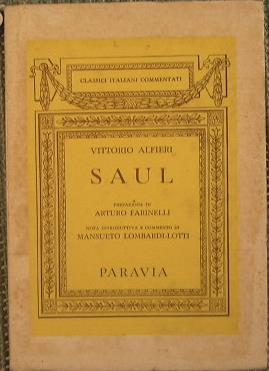 CLASSICI ITALIANI COMMENTATI
VITTORIO ALFIERI
SAUL
PREFAZIONE DI
ARTURO FARINELLI
NOTA INTRODUTTIVA E COMMENTO DI
MANSUETO LOMBARDI-LOTTI
PARAVIA